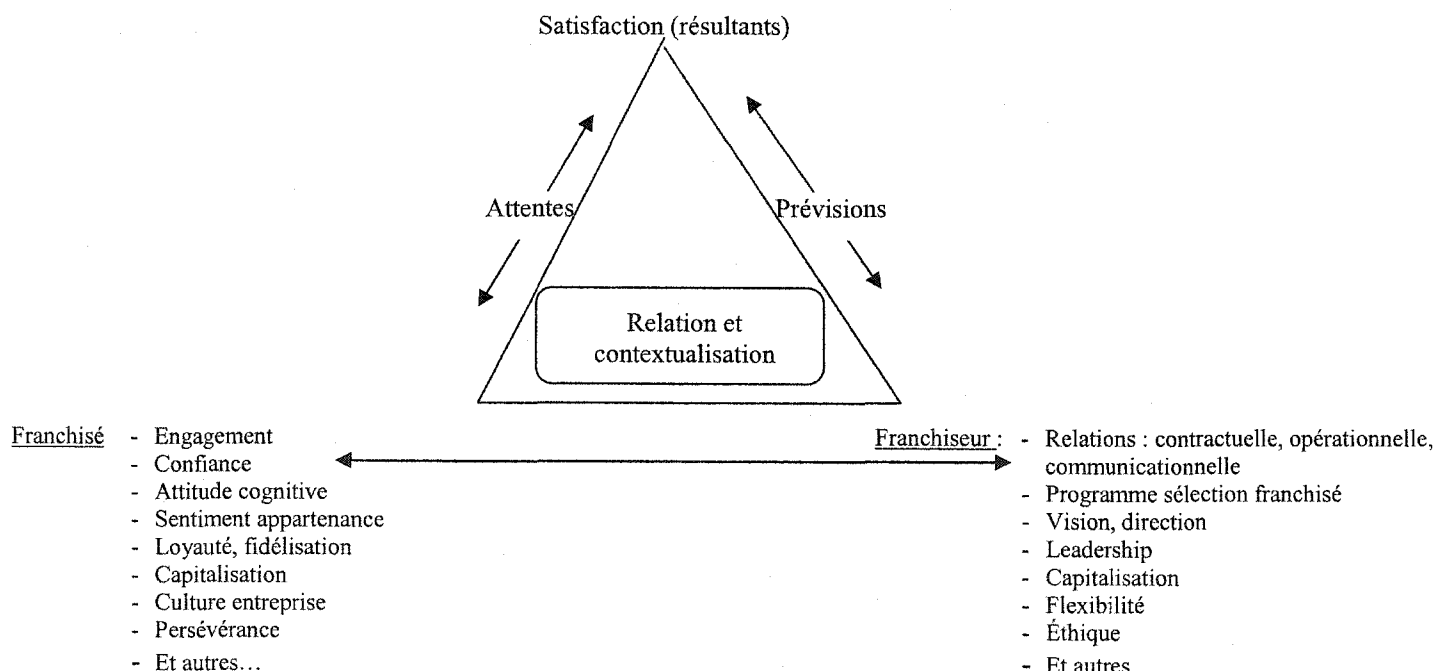 Satisfaction (résultants)
Attentes
Prévisions
Relation et
contextualisation
Franchisé - Engagement
- Confiance
- Attitude cognitive
- Sentiment appartenance
- Loyauté, fidélisation
- Capitalisation
- Culture entreprise
- Persévérance
- Et autres…
Franchiseur : - Relations : contractuelle, opérationnelle,
communicationnelle
- Programme sélection franchisé
- Vision, direction
- Leadership
- Capitalisation
- Flexibilité
- Éthique
- Et autres